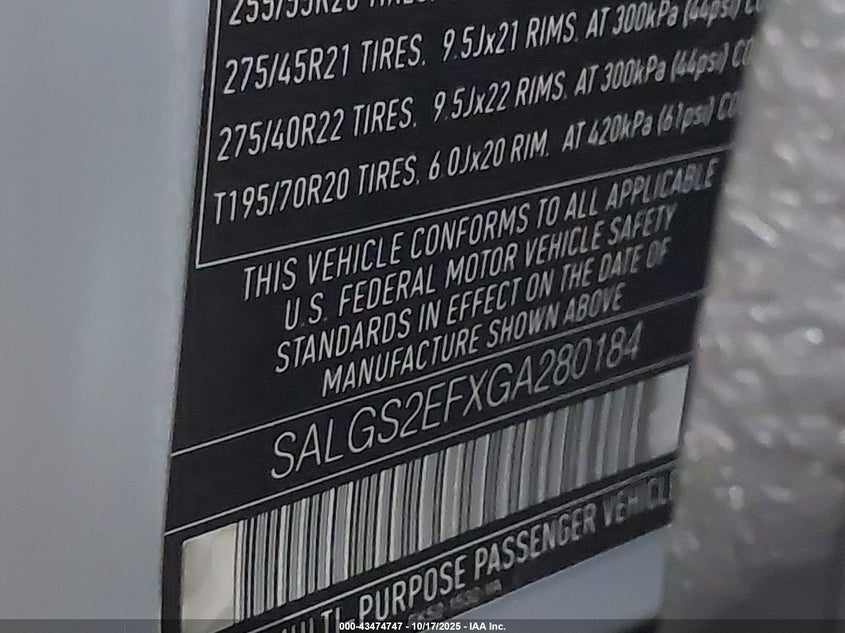 275/45R21 TIRES, 9.5Jx21 RIMS, AT 300kPa (44psi)
275/40R22 TIRES, 9.5Jx22 RIMS, AT 300kPa (44psi)
T195/70R20 TIRES, 6.0Jx20 RIM, AT 420kPa (61psi)
THIS VEHICLE CONFORMS TO ALL APPLICABLE
U.S. FEDERAL MOTOR VEHICLE SAFETY
STANDARDS IN EFFECT ON THE DATE OF
MANUFACTURE SHOWN ABOVE
SALGS2EFXGA280184
PURPOSE PASSENGER
000-43474747 - 10/17/2025 - IAA Inc.